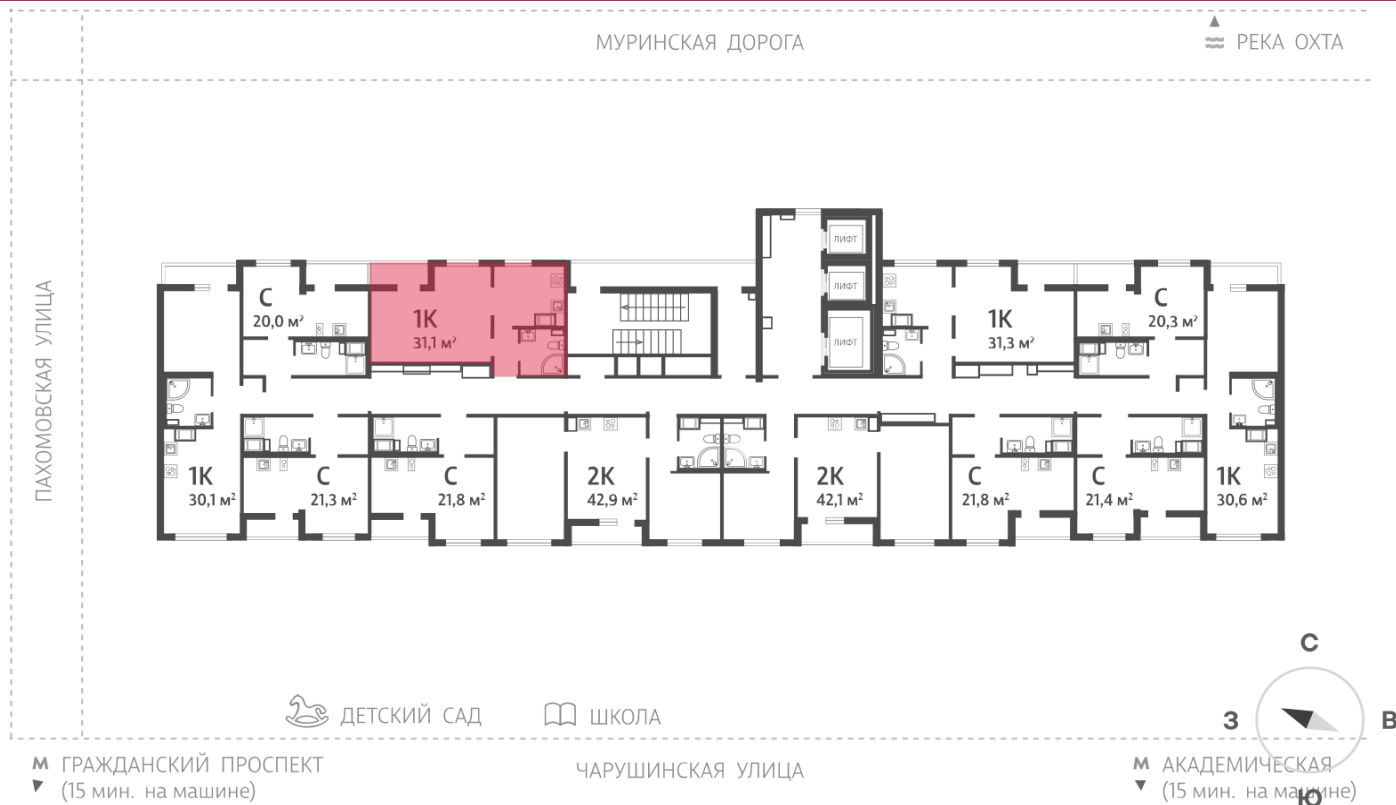 МУРИНСКАЯ ДОРОГА
РЕКА ОХТА
ПАХОМОВСКАЯ УЛИЦА
ЛИФТ
ЛИФТ
ЛИФТ
С
20,0 м²
1К
31,1 м²
1К
31,3 м²
С
20,3 м²
1К
30,1 м²
С
21,3 м²
С
21,8 м²
2К
42,9 м²
2К
42,1 м²
С
21,8 м²
С
21,4 м²
1К
30,6 м²
С
З
В
Ю
ДЕТСКИЙ САД
ШКОЛА
М ГРАЖДАНСКИЙ ПРОСПЕКТ
(15 мин. на машине)
ЧАРУШИНСКАЯ УЛИЦА
М АКАДЕМИЧЕСКАЯ
(15 мин. на машине)